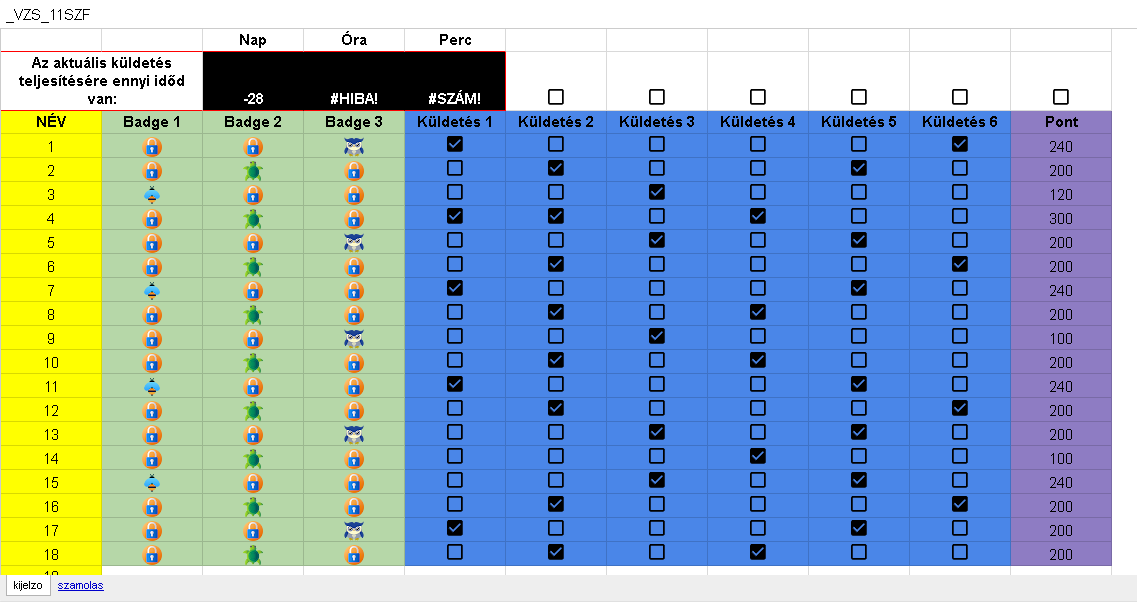 _VZS_11SZF
Nap Óra Perc
Az aktuális küldetés
teljesítésére ennyi időd
van:
-28 #HIBA! #SZÁM!
NÉV Badge 1 Badge 2 Badge 3 Küldetés 1 Küldetés 2 Küldetés 3 Küldetés 4 Küldetés 5 Küldetés 6 Pont
1 240
2 200
3 120
4 300
5 200
6 200
7 240
8 200
9 100
10 200
11 240
12 200
13 200
14 100
15 240
16 200
17 200
18 200
kijelzo szamolas